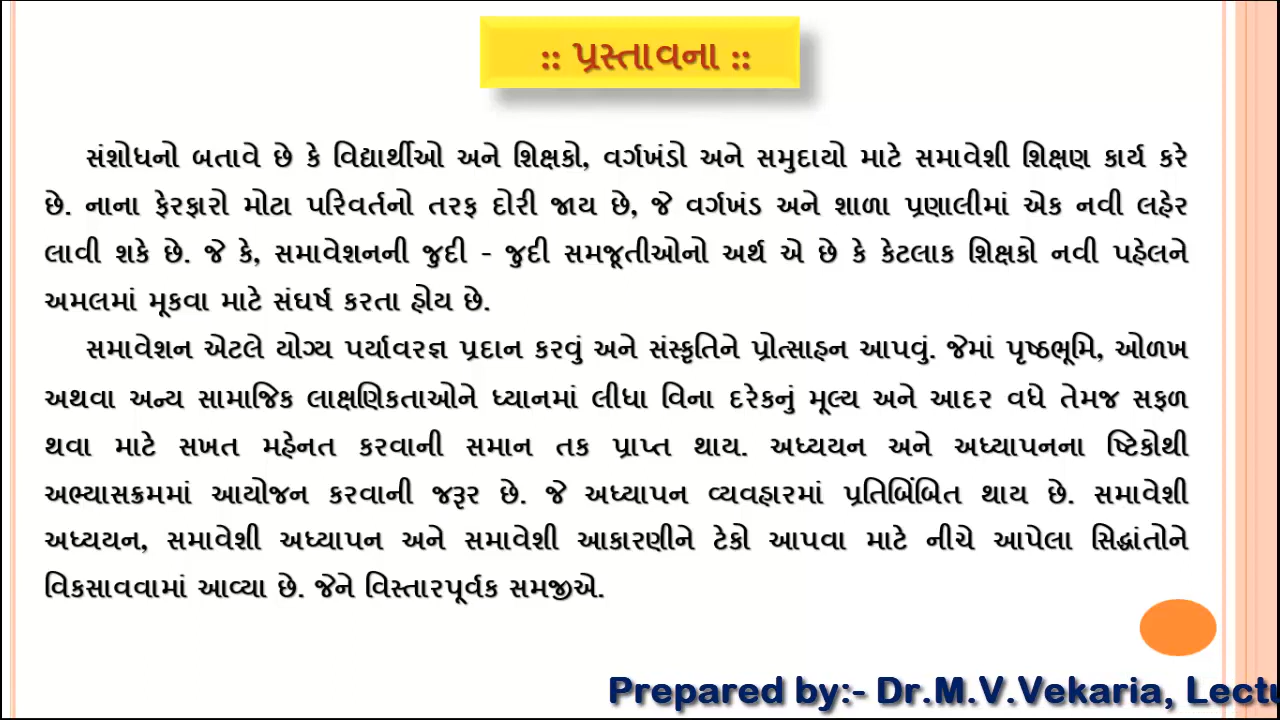 :: પ્રસ્તાવના ::
સંશોધનો બતાવે છે કે વિદ્યાર્થીઓ અને શિક્ષકો, વર્ગખંડો અને સમુદાયો માટે સમાવેશી શિક્ષણ કાર્ય કરે
છે. નાના ફેરફારો મોટા પરિવર્તનો તરફ દોરી જાય છે, જે વર્ગખંડ અને શાળા પ્રણાલીમાં એક નવી લહેર
લાવી શકે છે. જે કે, સમાવેશનની જુદી - જુદી સમજૂતીઓનો અર્થ એ છે કે કેટલાક શિક્ષકો નવી પહેલને
અમલમાં મૂકવા માટે સંઘર્ષ કરતા હોય છે.
સમાવેશન એટલે યોગ્ય પર્યાવરજ્ઞ પ્રદાન કરવું અને સંસ્કૃતિને પ્રોત્સાહન આપવું. જેમાં પૃષ્ઠભૂમિ, ઓળખ
અથવા અન્ય સામાજિક લાક્ષણિકતાઓને ધ્યાનમાં લીધા વિના દરેકનું મૂલ્ય અને આદર વધે તેમજ સફળ
થવા માટે સખત મહેનત કરવાની સમાન તક પ્રાપ્ત થાય. અધ્યયન અને અધ્યાપનના ષ્ટિકોથી
અભ્યાસક્રમમાં આયોજન કરવાની જરૂર છે. જે અધ્યાપન વ્યવહારમાં પ્રતિબિંબિત થાય છે. સમાવેશી
અધ્યયન, સમાવેશી અધ્યાપન અને સમાવેશી આકારણીને ટેકો આપવા માટે નીચે આપેલા સિદ્ધાંતોને
વિકસાવવામાં આવ્યા છે. જેને વિસ્તારપૂર્વક સમજીએ.
Prepared by:- Dr.M.V.Vekaria, Lectu